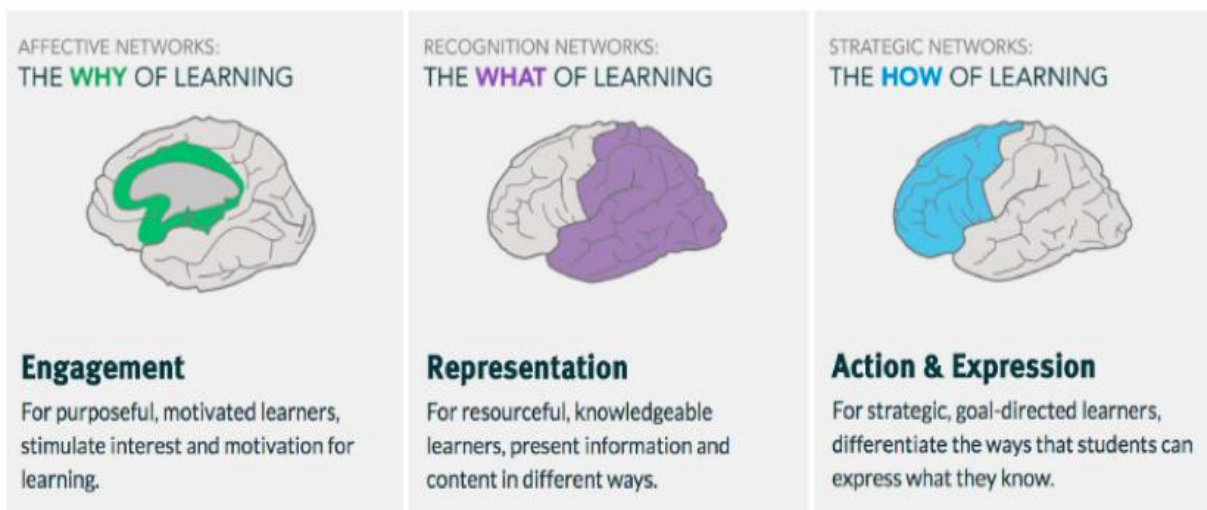 AFFECTIVE NETWORKS:
THE WHY OF LEARNING
Engagement
For purposeful, motivated learners,
stimulate interest and motivation for
learning.
RECOGNITION NETWORKS:
THE WHAT OF LEARNING
Representation
For resourceful, knowledgeable
learners, present information and
content in different ways.
STRATEGIC NETWORKS:
THE HOW OF LEARNING
Action & Expression
For strategic, goal-directed learners,
differentiate the ways that students can
express what they know.